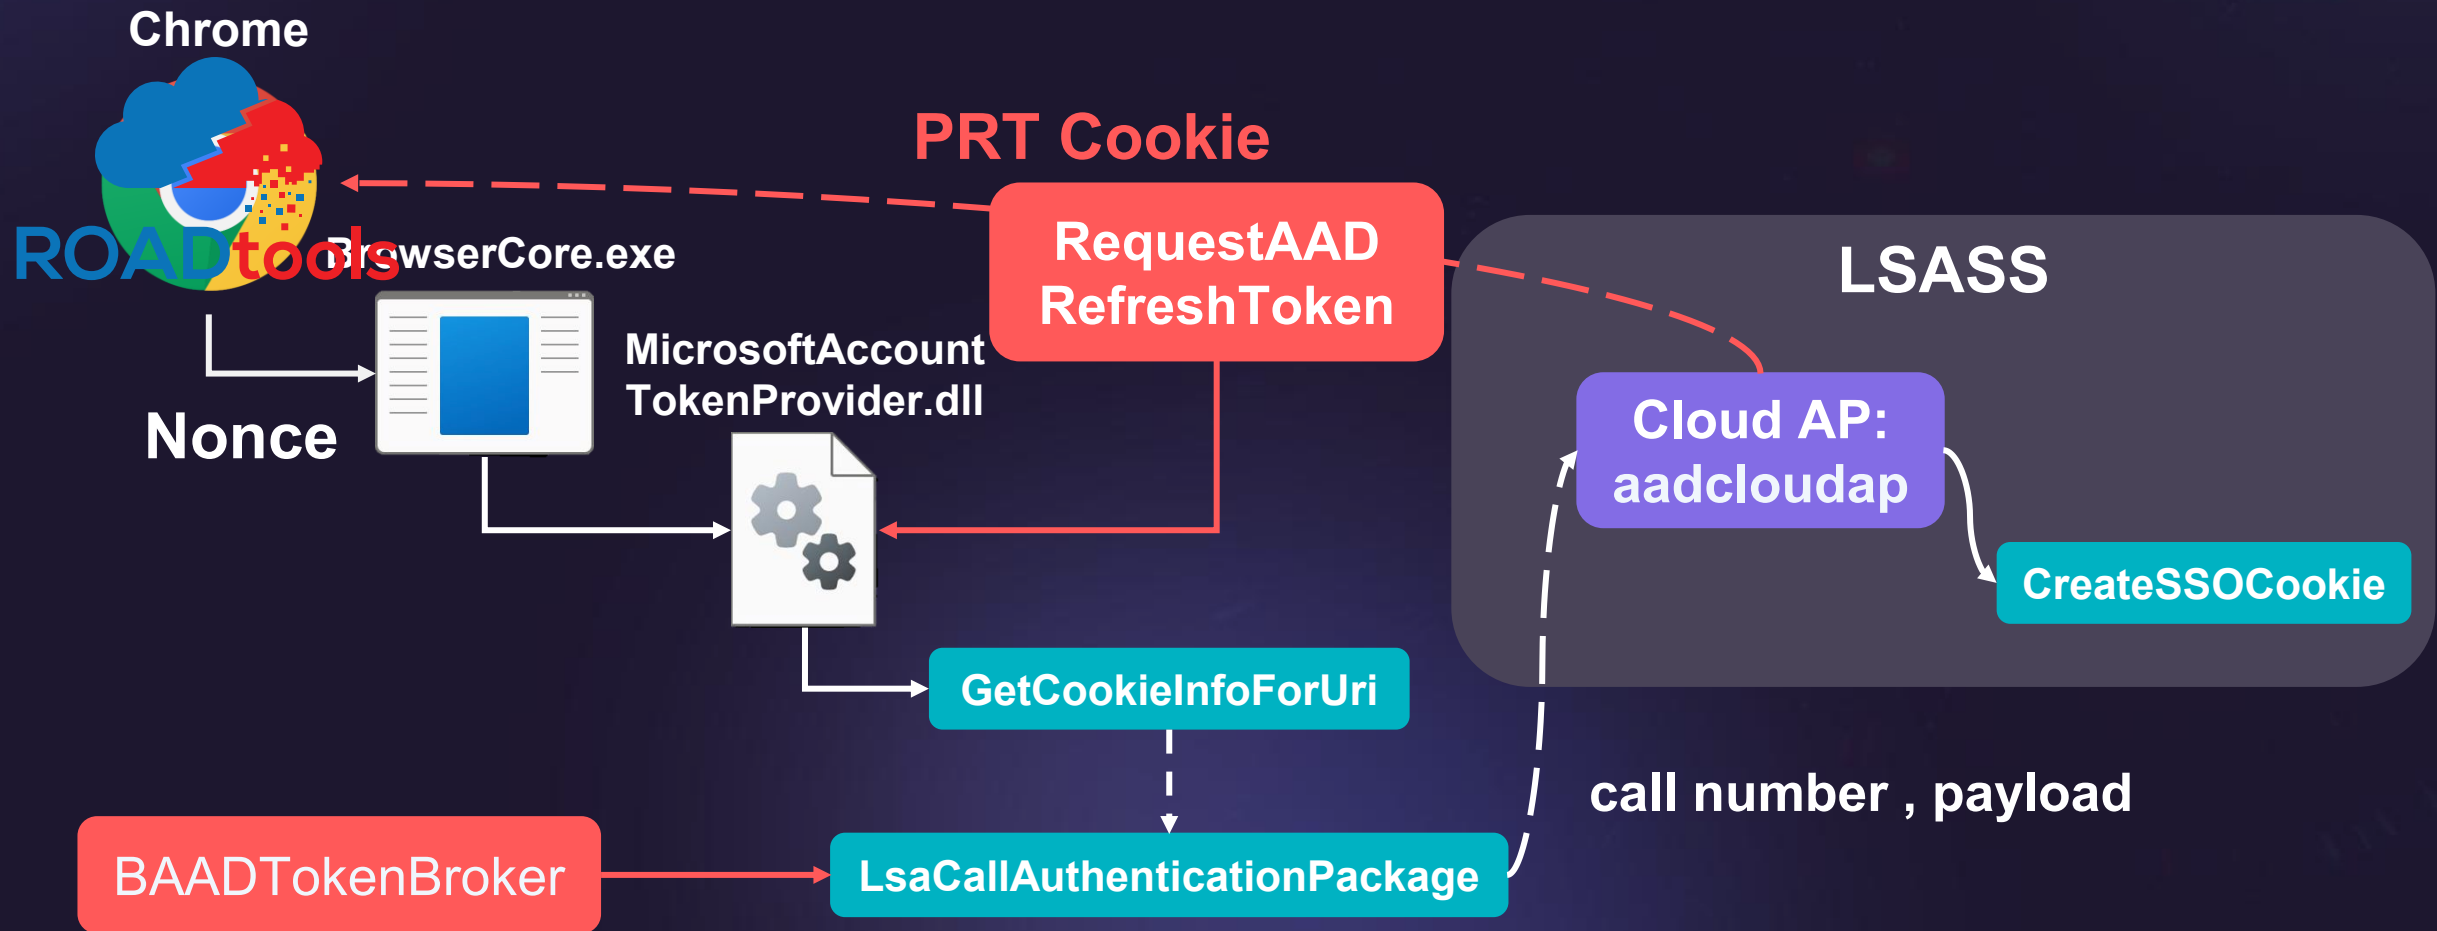 Chrome
PRT Cookie
ROADtools
BrowserCore.exe
RequestAAD
RefreshToken
LSASS
MicrosoftAccount
TokenProvider.dll
Nonce
Cloud AP:
aadcloudap
CreateSSOCookie
GetCookieInfoForUri
call number , payload
BAADTokenBroker
LsaCallAuthenticationPackage